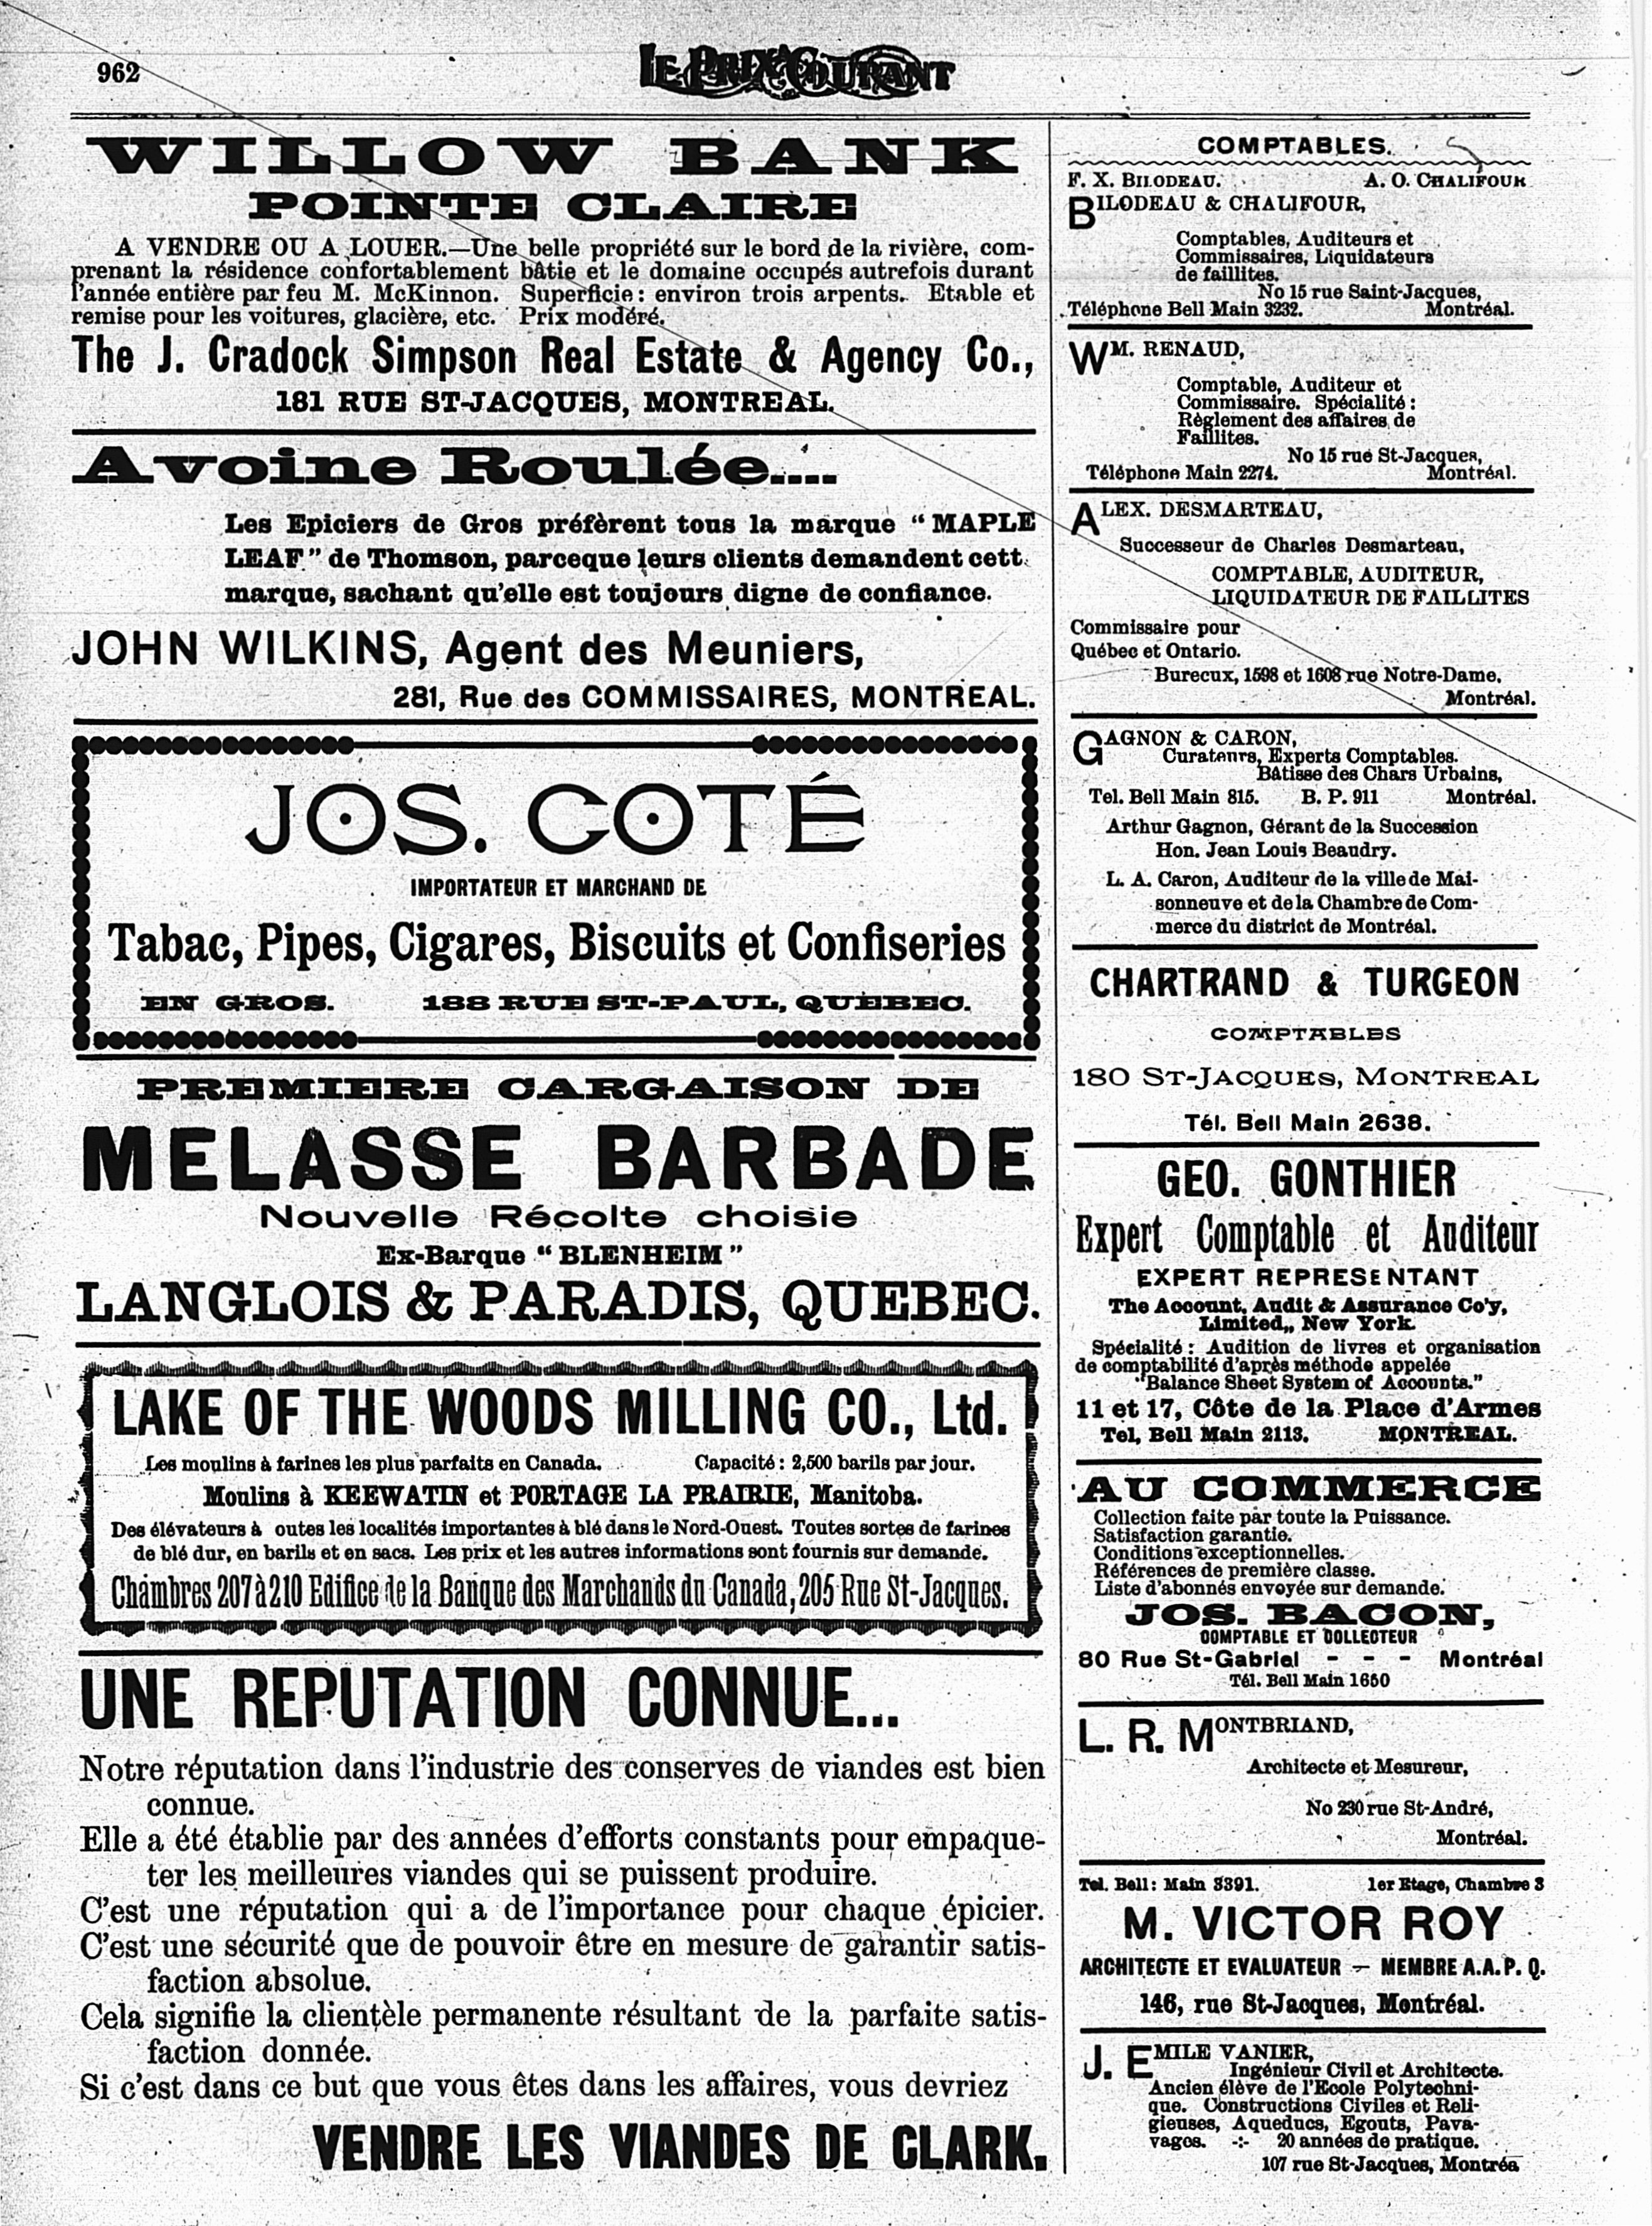 962
LE PRIX COURANT
WILLOW BANK
POINTE CLAIRE
A VENDRE OU A LOUER.—Une belle propriété sur le bord de la rivière, com-
prenant la résidence confortablement bâtie et le domaine occupés autrefois durant
l'année entière par feu M. McKinnon. Superficie: environ trois arpents. Etable et
remise pour les voitures, glacière, etc. Prix modéré.
The J. Cradock Simpson Real Estate & Agency Co.,
181 RUE ST-JACQUES, MONTREAL.
Avoine Roulée....
Les Epiciers de Gros préfèrent tous la marque “MAPLE
LEAF” de Thomson, parceque leurs clients demandent cett
marque, sachant qu'elle est toujours digne de confiance.
JOHN WILKINS, Agent des Meuniers,
281, Rue des COMMISSAIRES, MONTREAL.
JOS. COTÉ
IMPORTATEUR ET MARCHAND DE
Tabac, Pipes, Cigares, Biscuits et Confiseries
EN GROS. 188 RUE ST-PAUL, QUÉBEC.
PREMIERE CARGAISON DE
MELASSE BARBADE
Nouvelle Récolte choisie
Ex-Barque “BLENHEIM”
LANGLOIS & PARADIS, QUEBEC.
LAKE OF THE WOODS MILLING CO., Ltd.
Les moulins à farines les plus parfaits en Canada. Capacité: 2,500 barils par jour.
Moulins à KEEWATIN et PORTAGE LA PRAIRIE, Manitoba.
Des élévateurs à outes les localités importantes à blé dans le Nord-Ouest. Toutes sortes de farines
de blé dur, en barils et en sacs. Les prix et les autres informations sont fournis sur demande.
Chambres 207 à 210 Edifice de la Banque des Marchands du Canada, 205 Rue St-Jacques.
UNE REPUTATION CONNUE...
Notre réputation dans l'industrie des conserves de viandes est bien
connue.
Elle a été établie par des années d'efforts constants pour empaque-
ter les meilleures viandes qui se puissent produire.
C'est une réputation qui a de l'importance pour chaque épicier.
C'est une sécurité que de pouvoir être en mesure de garantir satis-
faction absolue.
Cela signifie la clientèle permanente résultant de la parfaite satis-
faction donnée.
Si c'est dans ce but que vous êtes dans les affaires, vous devriez
VENDRE LES VIANDES DE CLARK.
COMPTABLES.
F. X. BILODEAU. A. O. CHALIFOUR
BILODEAU & CHALIFOUR,
Comptables, Auditeurs et
Commissaires, Liquidateurs
de faillites.
No 15 rue Saint-Jacques,
Téléphone Bell Main 3232. Montréal.
WM. RENAUD,
Comptable, Auditeur et
Commissaire. Spécialité:
Règlement des affaires de
Faillites.
No 15 rue St-Jacques,
Téléphone Main 2274. Montréal.
ALEX. DESMARTEAU,
Successeur de Charles Desmarteau,
COMPTABLE, AUDITEUR,
LIQUIDATEUR DE FAILLITES
Commissaire pour
Québec et Ontario.
Burecux, 1598 et 1608 rue Notre-Dame,
Montréal.
GAGNON & CARON,
Curateurs, Experts Comptables.
Bâtisse des Chars Urbains,
Tel. Bell Main 815. B. P. 911 Montréal.
Arthur Gagnon, Gérant de la Succession
Hon. Jean Louis Beaudry.
L. A. Caron, Auditeur de la ville de Mai-
sonneuve et de la Chambre de Com-
merce du district de Montréal.
CHARTRAND & TURGEON
COMPTABLES
180 ST-JACQUES, MONTREAL
Tél. Bell Main 2638.
GEO. GONTHIER
Expert Comptable et Auditeur
EXPERT REPRESENTANT
The Account, Audit & Assurance Co'y,
Limited,, New York.
Spécialité: Audition de livres et organisation
de comptabilité d'après méthode appelée
“Balance Sheet System of Accounts.”
11 et 17, Côte de la Place d'Armes
Tel, Bell Main 2113. MONTREAL.
AU COMMERCE
Collection faite par toute la Puissance.
Satisfaction garantie.
Conditions exceptionnelles.
Références de première classe.
Liste d'abonnés envoyée sur demande.
JOS. BACON,
COMPTABLE ET COLLECTEUR
80 Rue St-Gabriel - - - Montréal
Tél. Bell Main 1650
L. R. MONTBRIAND,
Architecte et Mesureur,
No 230 rue St-André,
Montréal.
Tel. Bell: Main 3391. 1er Etage, Chambre 3
M. VICTOR ROY
ARCHITECTE ET EVALUATEUR — MEMBRE A.A.P.Q.
146, rue St-Jacques, Montréal.
J. EMILE VANIER,
Ingénieur Civil et Architecte.
Ancien élève de l'Ecole Polytechni-
que. Constructions Civiles et Reli-
gieuses, Aqueducs, Egouts, Pava-
vages. -:- 20 années de pratique.
107 rue St-Jacques, Montréa